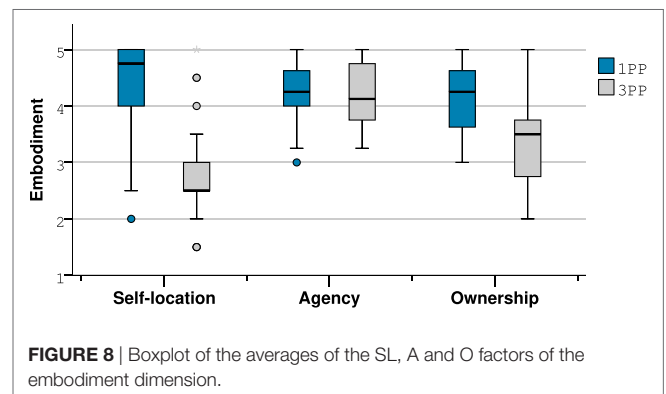 5
4
3
2
1
Embodiment
Self-location Agency Ownership
1PP
3PP
FIGURE 8 | Boxplot of the averages of the SL, A and O factors of the
embodiment dimension.